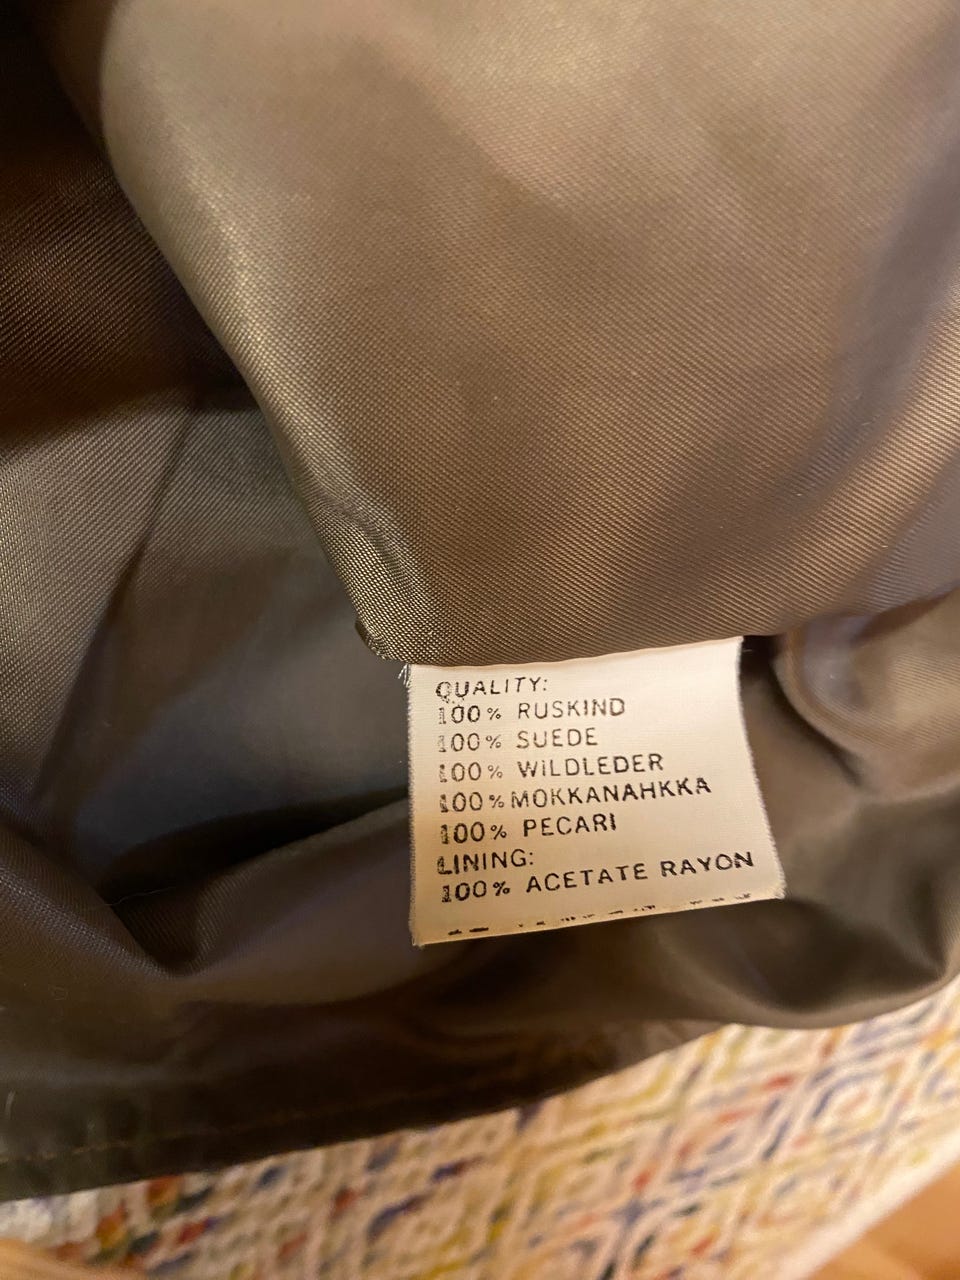 QUALITY:
100% RUSKIND
100% SUEDE
100% WILDLEDER
100% MOKKANAHKKA
100% PECARI
LINING:
100% ACETATE RAYON